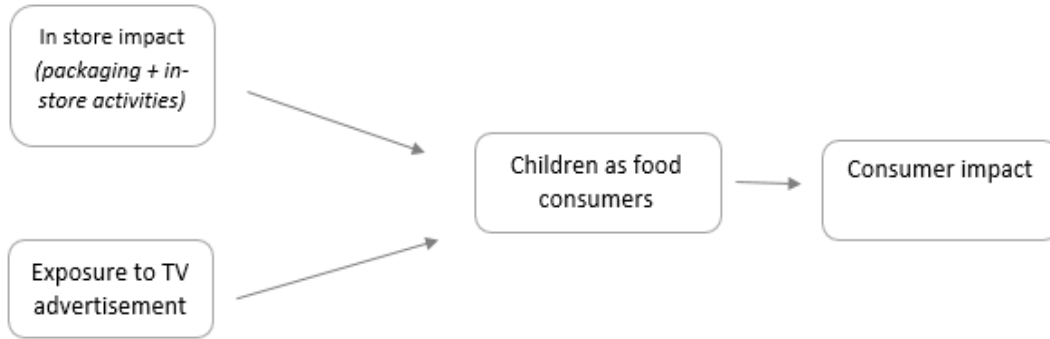 In store impact
(packaging + in-
store activities)
Children as food
consumers
Consumer impact
Exposure to TV
advertisement